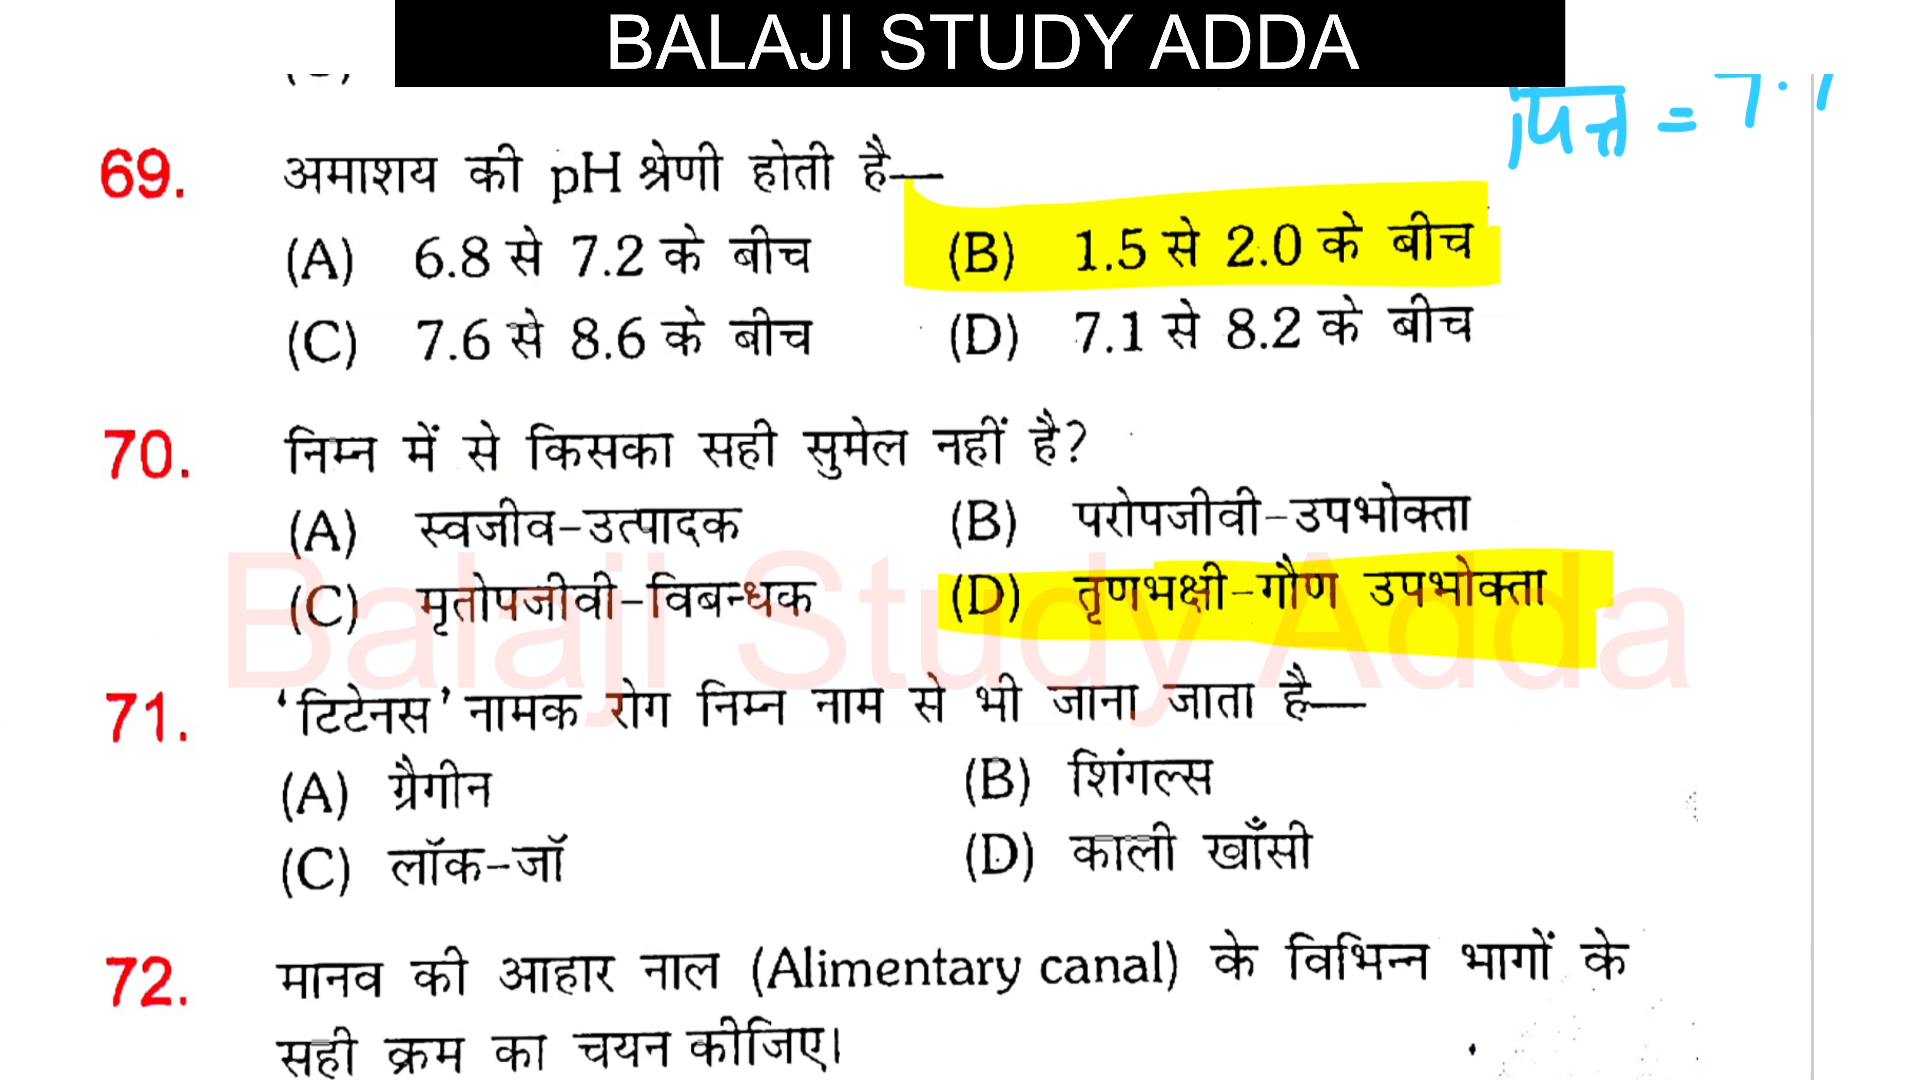 BALAJI STUDY ADDA
पित्त = 7.7
69. अमाशय की pH श्रेणी होती है—
(A) 6.8 से 7.2 के बीच (B) 1.5 से 2.0 के बीच
(C) 7.6 से 8.6 के बीच (D) 7.1 से 8.2 के बीच
70. निम्न में से किसका सही सुमेल नहीं है?
(A) स्वजीव-उत्पादक (B) परोपजीवी-उपभोक्ता
(C) मृतोपजीवी-विबन्धक (D) तृणभक्षी-गौण उपभोक्ता
Balaji Study Adda
71. 'टिटेनस' नामक रोग निम्न नाम से भी जाना जाता है—
(A) ग्रैगीन (B) शिंगल्स
(C) लॉक-जॉ (D) काली खाँसी
72. मानव की आहार नाल (Alimentary canal) के विभिन्न भागों के
सही क्रम का चयन कीजिए।